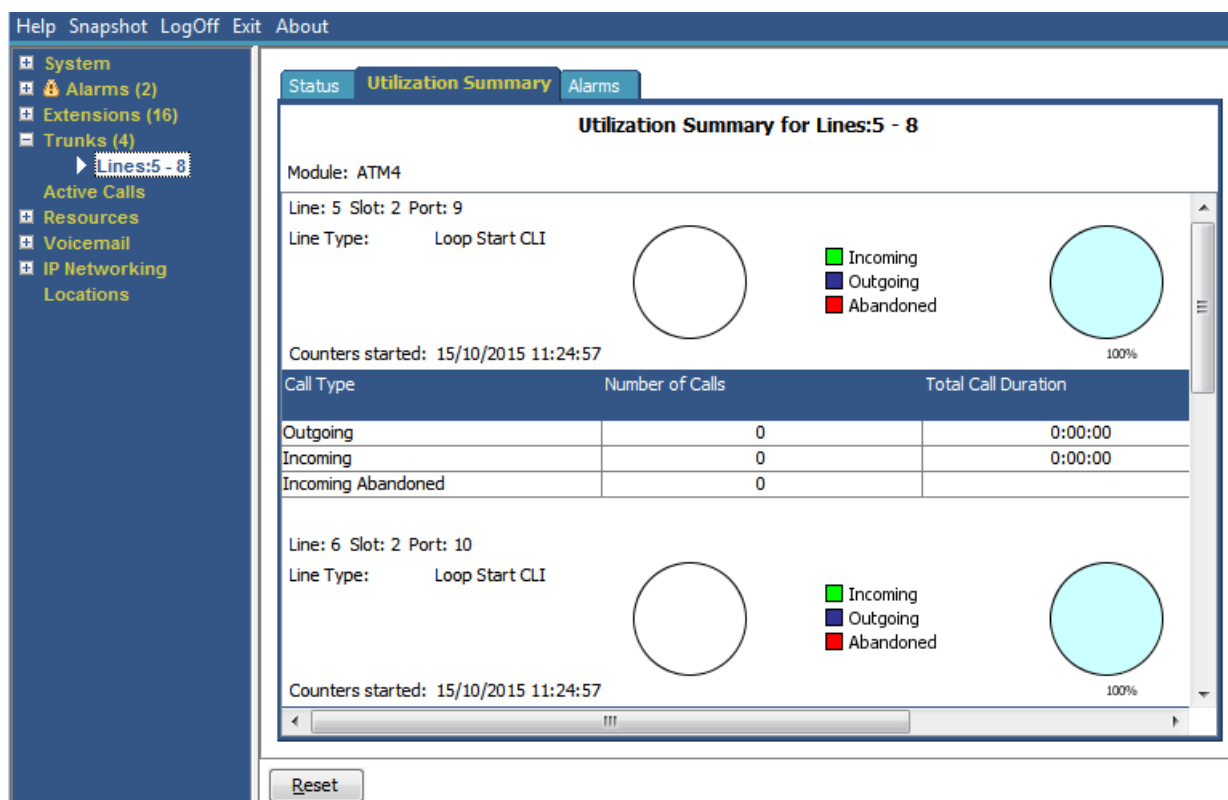 Help Snapshot LogOff Exit About
System
Alarms (2)
Extensions (16)
Trunks (4)
Lines:5 - 8
Active Calls
Resources
Voicemail
IP Networking
Locations
Status Utilization Summary Alarms
Utilization Summary for Lines:5 - 8
Module: ATM4
Line: 5 Slot: 2 Port: 9
Line Type: Loop Start CLI
Incoming
Outgoing
Abandoned
Counters started: 15/10/2015 11:24:57 100%
Call Type Number of Calls Total Call Duration
Outgoing 0 0:00:00
Incoming 0 0:00:00
Incoming Abandoned 0
Line: 6 Slot: 2 Port: 10
Line Type: Loop Start CLI
Incoming
Outgoing
Abandoned
Counters started: 15/10/2015 11:24:57 100%
Reset